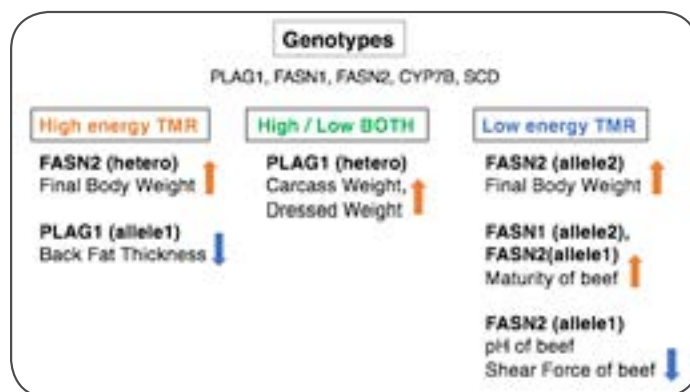 Genotypes
PLAG1, FASN1, FASN2, CYP7B, SCD
High energy TMR
FASN2 (hetero)
Final Body Weight
PLAG1 (allele1)
Back Fat Thickness
High / Low BOTH
PLAG1 (hetero)
Carcass Weight,
Dressed Weight
Low energy TMR
FASN2 (allele2)
Final Body Weight
FASN1 (allele2),
FASN2(allele1)
Maturity of beef
FASN2 (allele1)
pH of beef
Shear Force of beef